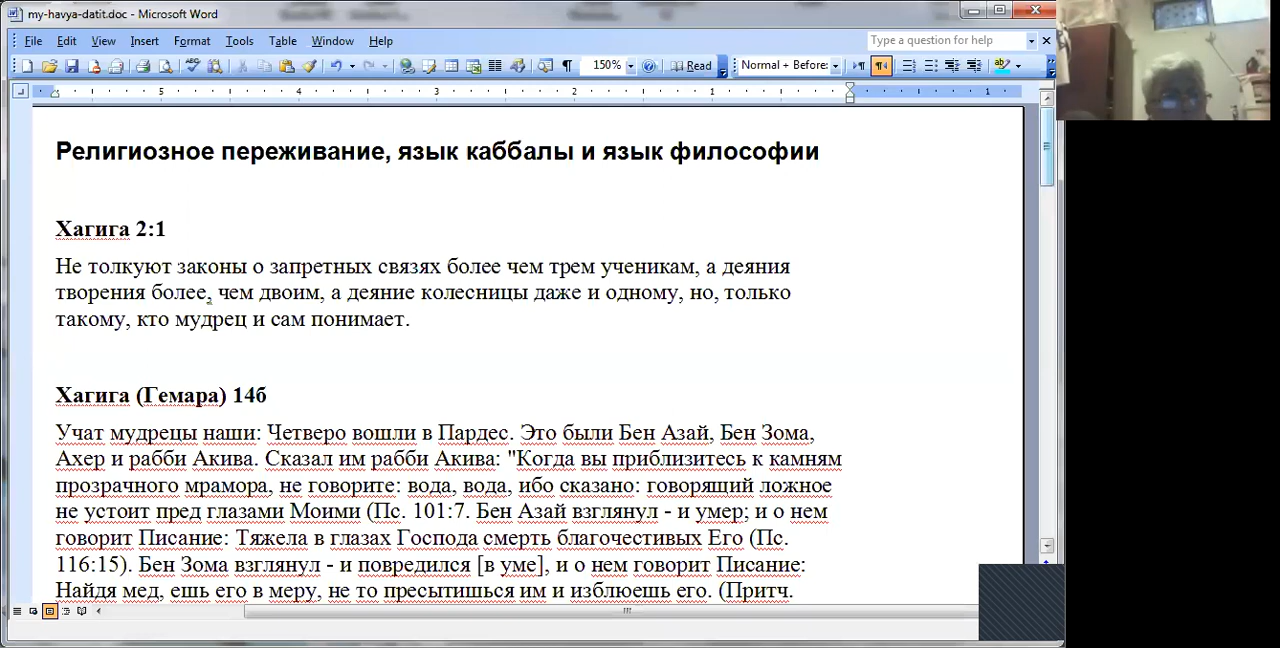 my-havya-datit.doc - Microsoft Word
File Edit View Insert Format Tools Table Window Help Type a question for help
150% Read Normal + Before:
5 4 3 2 1 1
Религиозное переживание, язык каббалы и язык философии
Хагига 2:1
Не толкуют законы о запретных связях более чем трем ученикам, а деяния
творения более, чем двоим, а деяние колесницы даже и одному, но, только
такому, кто мудрец и сам понимает.
Хагига (Гемара) 14б
Учат мудрецы наши: Четверо вошли в Пардес. Это были Бен Азай, Бен Зома,
Ахер и рабби Акива. Сказал им рабби Акива: "Когда вы приблизитесь к камням
прозрачного мрамора, не говорите: вода, вода, ибо сказано: говорящий ложное
не устоит пред глазами Моими (Пс. 101:7. Бен Азай взглянул - и умер; и о нем
говорит Писание: Тяжела в глазах Господа смерть благочестивых Его (Пс.
116:15). Бен Зома взглянул - и повредился [в уме], и о нем говорит Писание:
Найдя мед, ешь его в меру, не то пресытишься им и изблюешь его. (Притч.